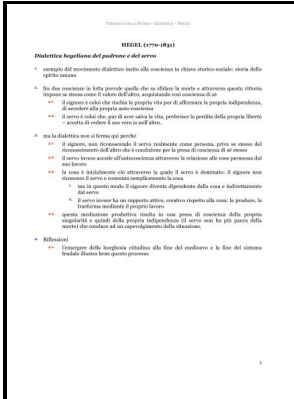 TEOLOGIA DELLA STORIA – LEZIONE 5 – HEGEL
HEGEL (1770-1831)
Dialettica hegeliana del padrone e del servo
esempio del movimento dialettico insito alla coscienza in chiave storico-sociale: storia dello
spirito umano
fra due coscienze in lotta prevale quella che sa sfidare la morte e attraverso questa vittoria
impone se stessa come il valore dell'altro, acquistando così coscienza di sé
il signore è colui che rischia la propria vita pur di affermare la propria indipendenza,
di accedere alla propria auto-coscienza
il servo è colui che, pur di aver salva la vita, preferisce la perdita della propria libertà
– accetta di vedere il suo vero io nell'altro.
ma la dialettica non si ferma qui perché
il signore, non riconoscendo il servo realmente come persona, priva se stesso del
riconoscimento dell'altro che è condizione per la presa di coscienza di sé stesso
il servo invece accede all'autocoscienza attraverso la relazione alle cose permessa dal
suo lavoro
la cosa è inizialmente ciò attraverso la quale il servo è dominato: il signore non
riconosce il servo e consuma semplicemente la cosa
ma in questo modo il signore diventa dipendente dalla cosa e indirettamente
dal servo
il servo invece ha un rapporto attivo, creativo rispetto alla cosa: la produce, la
trasforma mediante il proprio lavoro
questa mediazione produttiva risulta in una presa di coscienza della propria
singolarità e quindi della propria indipendenza (il servo non ha più paura della
morte) che conduce ad un capovolgimento della situazione.
Riflessioni
l'emergere della borghesia cittadina alla fine del medioevo e la fine del sistema
feudale illustra bene questo processo
1